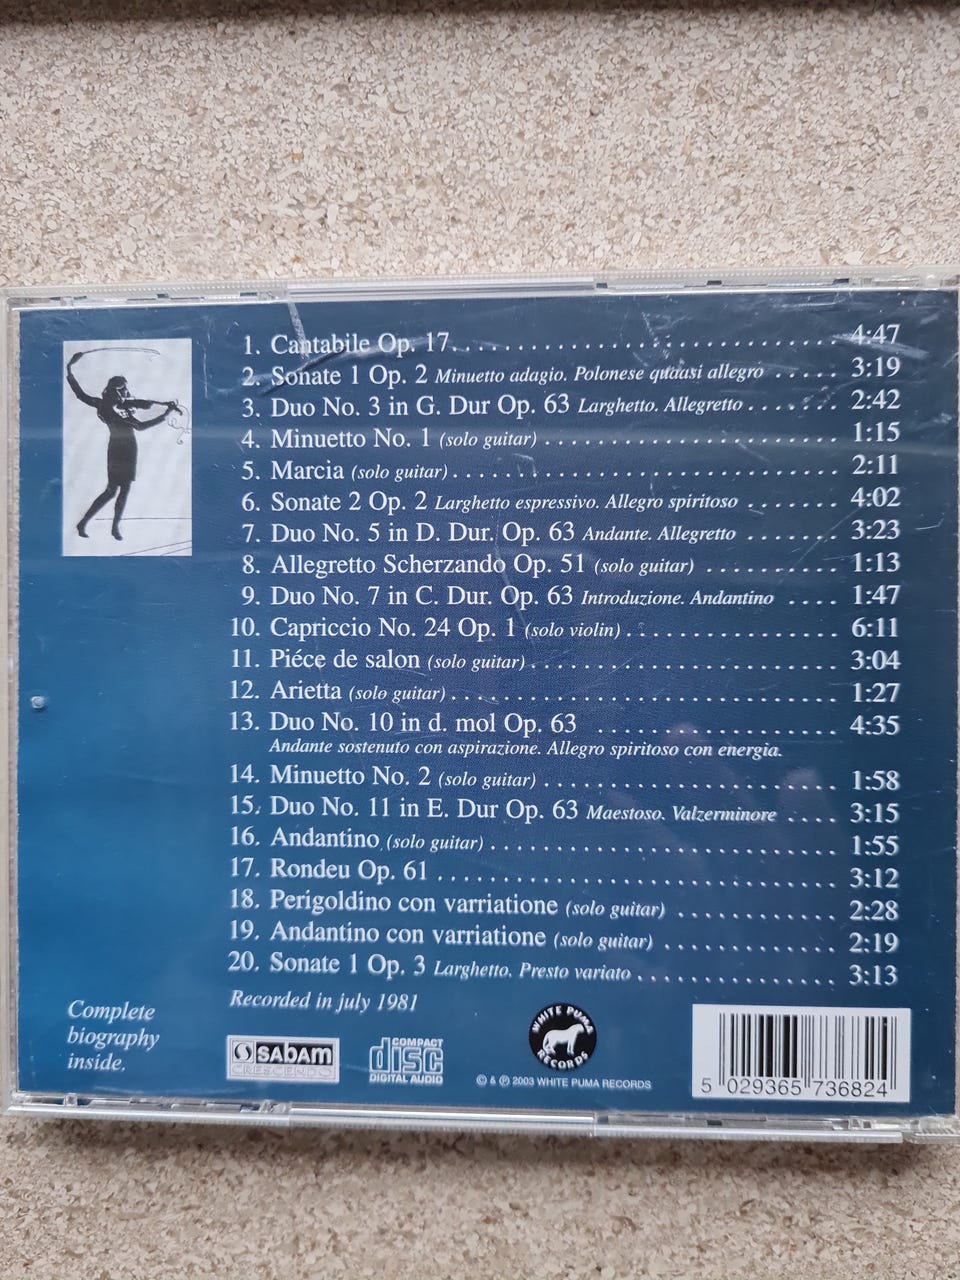 1. Cantabile Op. 17 4:47
2. Sonate 1 Op. 2 Minuetto adagio. Polonese quaasi allegro 3:19
3. Duo No. 3 in G. Dur Op. 63 Larghetto. Allegretto 2:42
4. Minuetto No. 1 (solo guitar) 1:15
5. Marcia (solo guitar) 2:11
6. Sonate 2 Op. 2 Larghetto espressivo. Allegro spiritoso 4:02
7. Duo No. 5 in D. Dur. Op. 63 Andante. Allegretto 3:23
8. Allegretto Scherzando Op. 51 (solo guitar) 1:13
9. Duo No. 7 in C. Dur. Op. 63 Introduzione. Andantino 1:47
10. Capriccio No. 24 Op. 1 (solo violin) 6:11
11. Piéce de salon (solo guitar) 3:04
12. Arietta (solo guitar) 1:27
13. Duo No. 10 in d. mol Op. 63 4:35
Andante sostenuto con aspirazione. Allegro spiritoso con energia.
14. Minuetto No. 2 (solo guitar) 1:58
15. Duo No. 11 in E. Dur Op. 63 Maestoso. Valzerminore 3:15
16. Andantino (solo guitar) 1:55
17. Rondeu Op. 61 3:12
18. Perigoldino con varriatione (solo guitar) 2:28
19. Andantino con varriatione (solo guitar) 2:19
20. Sonate 1 Op. 3 Larghetto. Presto variato 3:13
Recorded in july 1981
Complete
biography
inside.
sabam
CRESCENDO
COMPACT
disc
DIGITAL AUDIO
WHITE PUMA
RECORDS
© & ℗ 2003 WHITE PUMA RECORDS
5 029365 736824